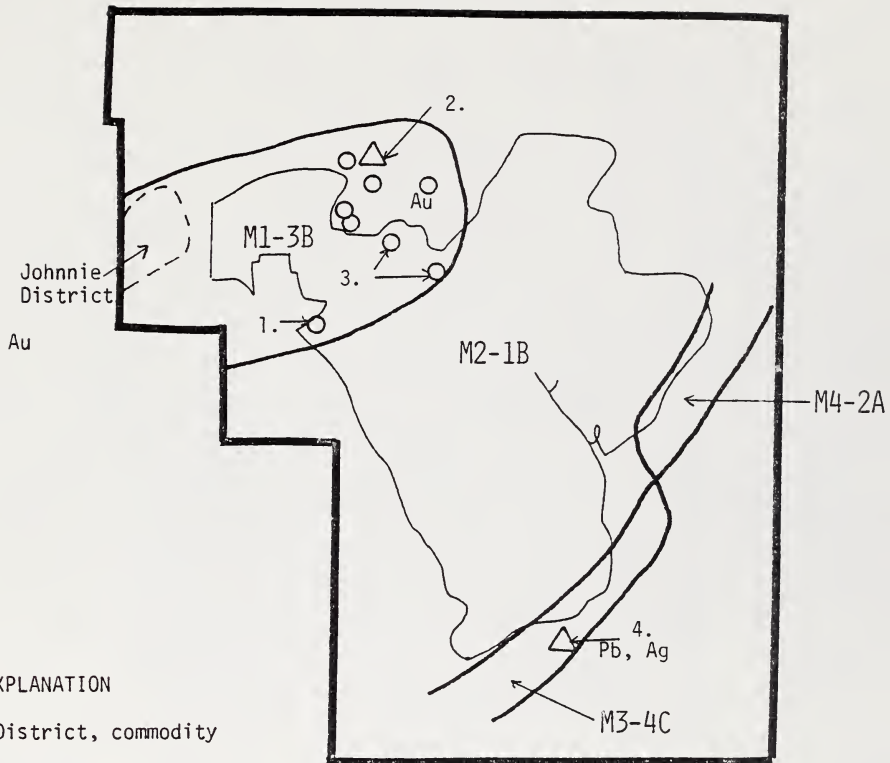 2.
Au
M1-3B
Johnnie
District
3.
1.
Au
M2-1B
M4-2A
4.
Pb, Ag
XPLANATION
District, commodity
M3-4C